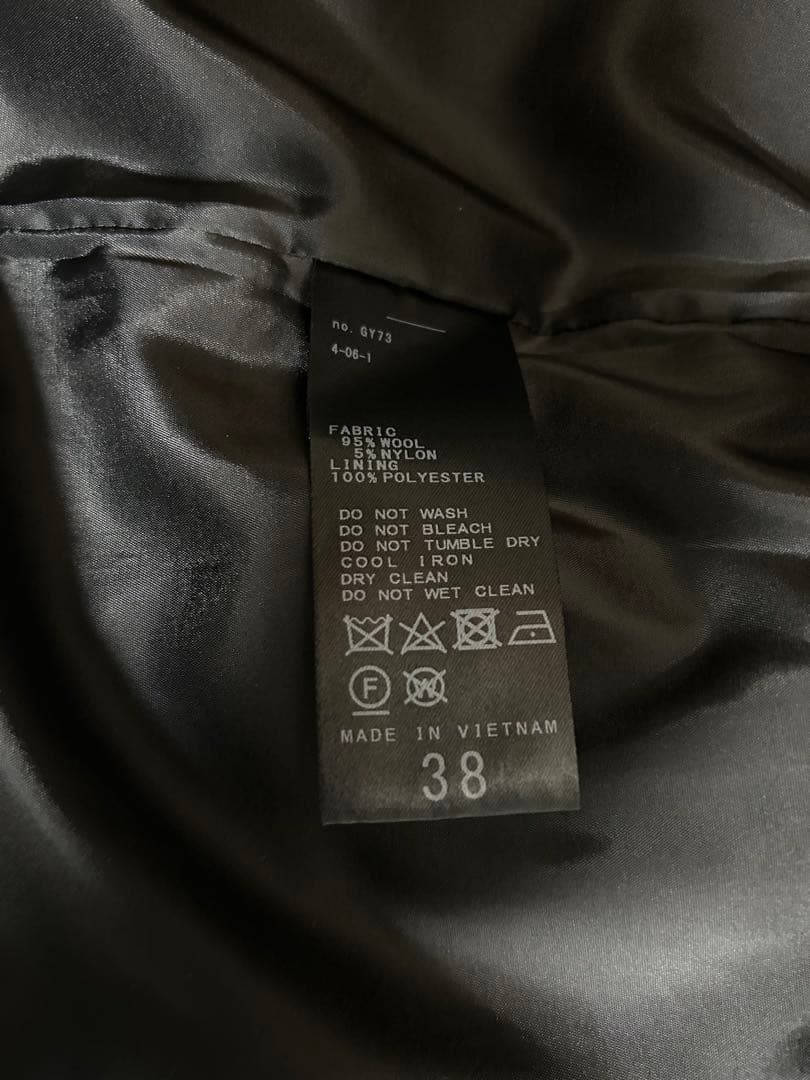 no. GY73
4-06-1
FABRIC
95% WOOL
5% NYLON
LINING
100% POLYESTER
DO NOT WASH
DO NOT BLEACH
DO NOT TUMBLE DRY
COOL IRON
DRY CLEAN
DO NOT WET CLEAN
F W
MADE IN VIETNAM
38